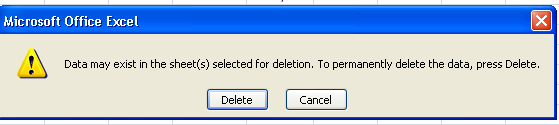 Microsoft Office Excel
Data may exist in the sheet(s) selected for deletion. To permanently delete the data, press Delete.
Delete Cancel